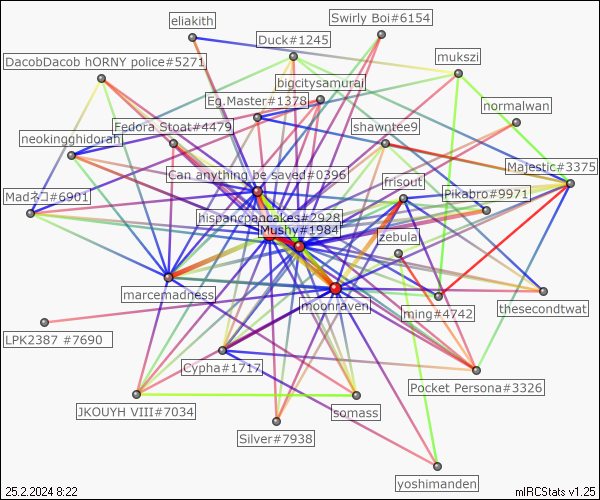 eliakith
Swirly Boi#6154
Duck#1245
DacobDacob hORNY police#5271
mukszi
bigcitysamurai
Eg.Master#1378
normalwan
Fedora Stoat#4479
shawntee9
neokingghidorah
Majestic#3375
Can anything be saved#0396
frisout
Pikabro#9971
Madネコ#6901
hispanicpancakes#2928
Mushy#1984
zebula
marcemadness
moonraven
thesecondtwat
ming#4742
LPK2387 #7690
Cypha#1717
Pocket Persona#3326
JKOUYH VIII#7034
somass
Silver#7938
yoshimanden
25.2.2024 8:22
mIRCStats v1.25